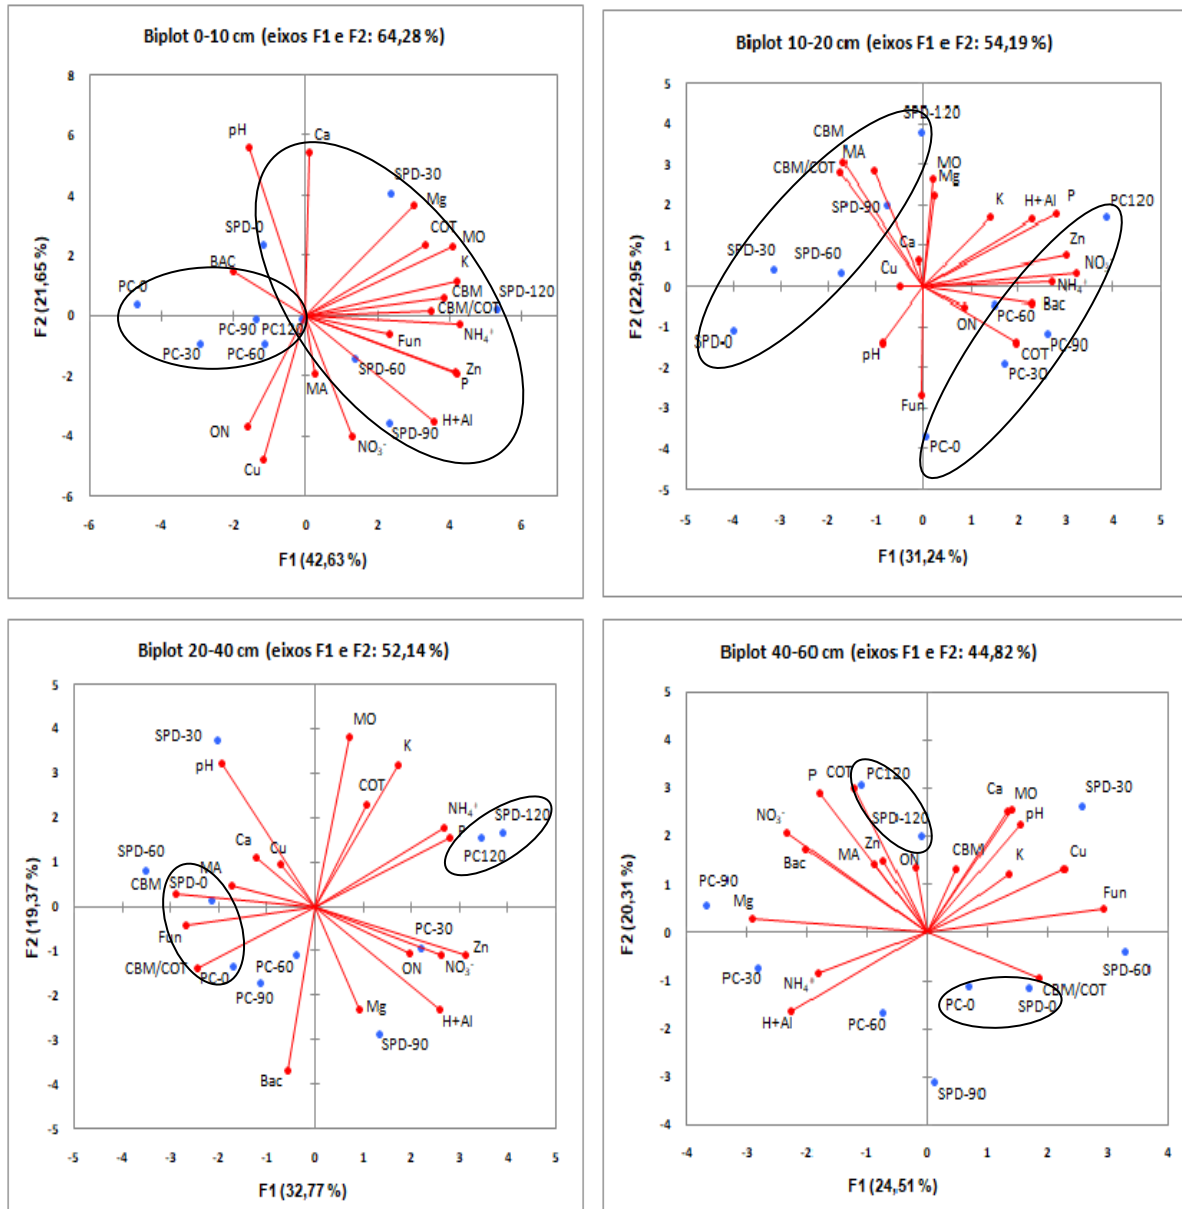 Biplot 0-10 cm (eixos F1 e F2: 64,28 %)
8
6
4
2
0
-2
-4
-6
-6
-4
-2
0
2
4
6
F2 (21,65 %)
F1 (42,63 %)
pH
Ca
SPD-30
Mg
SPD-0
COT
MO
BAC
K
PC-0
CBM
SPD-120
CBM/COT
PC-90
PC120
NH₄⁺
Fun
PC-30
PC-60
SPD-60
Zn
P
MA
ON
H+Al
SPD-90
NO₃⁻
Cu
Biplot 10-20 cm (eixos F1 e F2: 54,19 %)
5
4
3
2
1
0
-1
-2
-3
-4
-5
-5
-4
-3
-2
-1
0
1
2
3
4
5
F2 (22,95 %)
F1 (31,24 %)
SPD-120
CBM
MA
CBM/COT
MO
Mg
SPD-90
K
H+Al
P
PC120
Zn
SPD-30
SPD-60
Ca
Cu
NO₃⁻
NH₄⁺
Bac
ON
PC-60
SPD-0
pH
COT
PC-90
PC-30
Fun
PC-0
Biplot 20-40 cm (eixos F1 e F2: 52,14 %)
5
4
3
2
1
0
-1
-2
-3
-4
-5
-5
-4
-3
-2
-1
0
1
2
3
4
5
F2 (19,37 %)
F1 (32,77 %)
SPD-30
MO
pH
K
COT
NH₄⁺
SPD-120
P
PC120
Ca
Cu
SPD-60
MA
CBM
SPD-0
Fun
PC-30
Zn
CBM/COT
PC-0
PC-60
ON
NO₃⁻
PC-90
Mg
H+Al
SPD-90
Bac
Biplot 40-60 cm (eixos F1 e F2: 44,82 %)
5
4
3
2
1
0
-1
-2
-3
-4
-4
-3
-2
-1
0
1
2
3
4
5
F2 (20,31 %)
F1 (24,51 %)
P
COT
PC120
Ca
MO
SPD-30
NO₃⁻
SPD-120
pH
Bac
MA
Zn
ON
CBM
K
Cu
PC-90
Mg
Fun
PC-30
NH₄⁺
SPD-60
H+Al
PC-60
PC-0
SPD-0
CBM/COT
SPD-90